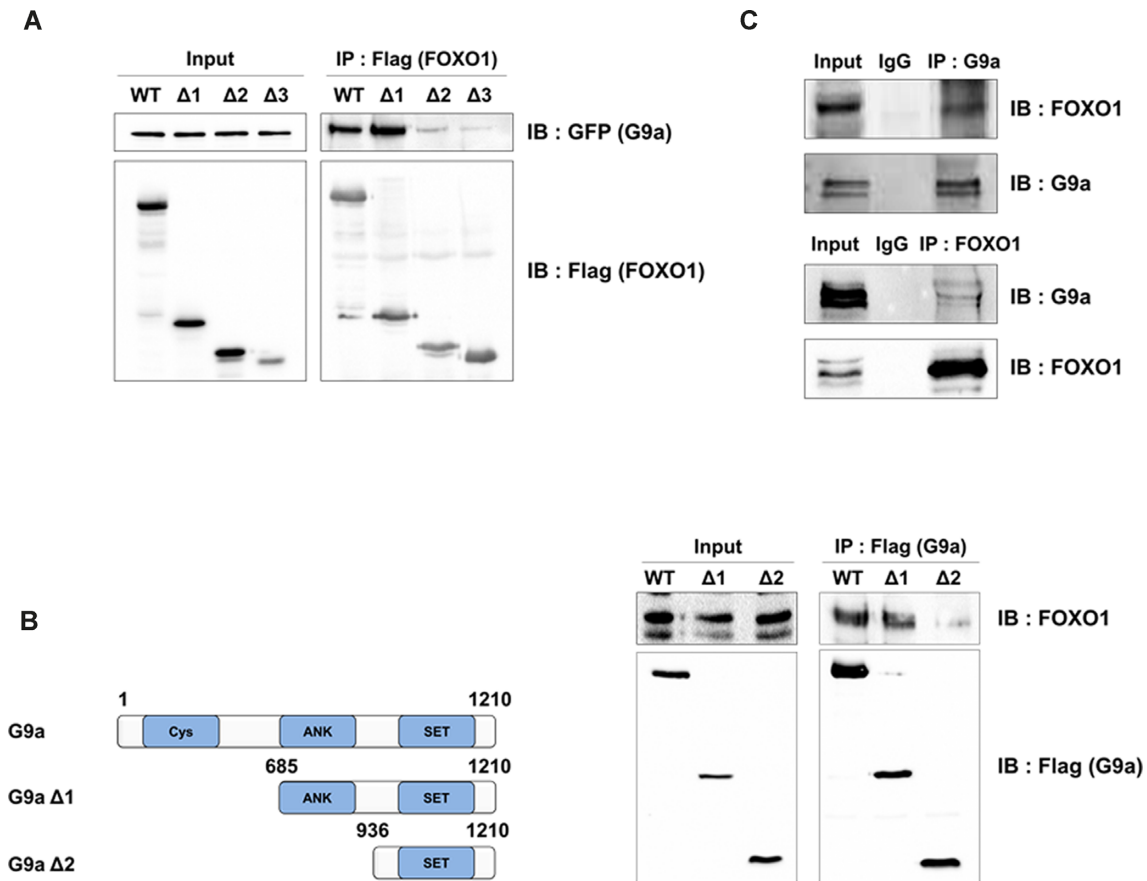 A
Input
IP : Flag (FOXO1)
WT Δ1 Δ2 Δ3
WT Δ1 Δ2 Δ3
IB : GFP (G9a)
IB : Flag (FOXO1)
C
Input IgG IP : G9a
IB : FOXO1
IB : G9a
Input IgG IP : FOXO1
IB : G9a
IB : FOXO1
B
1 1210
G9a Cys ANK SET
685 1210
G9a Δ1 ANK SET
936 1210
G9a Δ2 SET
Input
IP : Flag (G9a)
WT Δ1 Δ2
WT Δ1 Δ2
IB : FOXO1
IB : Flag (G9a)